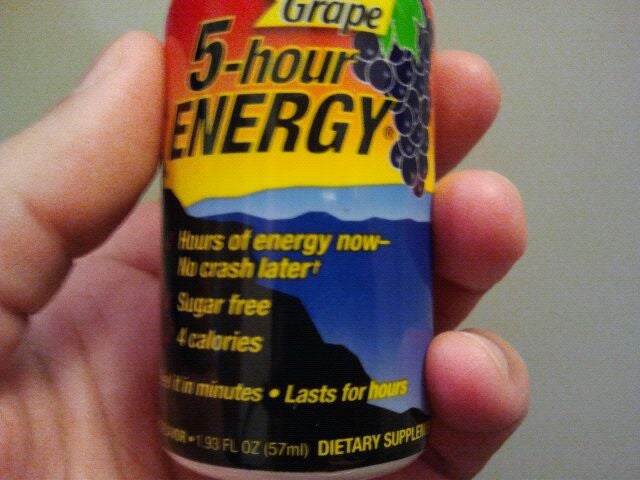 Grape
5-hour
ENERGY®
Hours of energy now–
No crash later†
Sugar free
4 calories
it in minutes • Lasts for hours
• 1.93 FL OZ (57ml) DIETARY